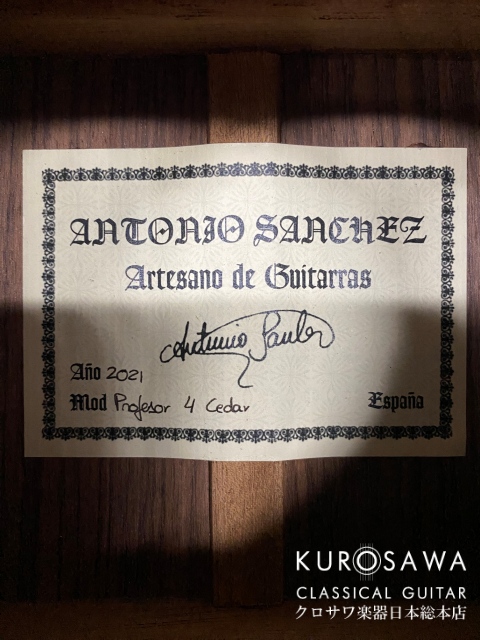 ANTONIO SANCHEZ
Artesano de Guitarras
Antonio Sanchez
Año 2021
Mod Profesor 4 Cedar España
KUROSAWA
CLASSICAL GUITAR
クロサワ楽器日本総本店